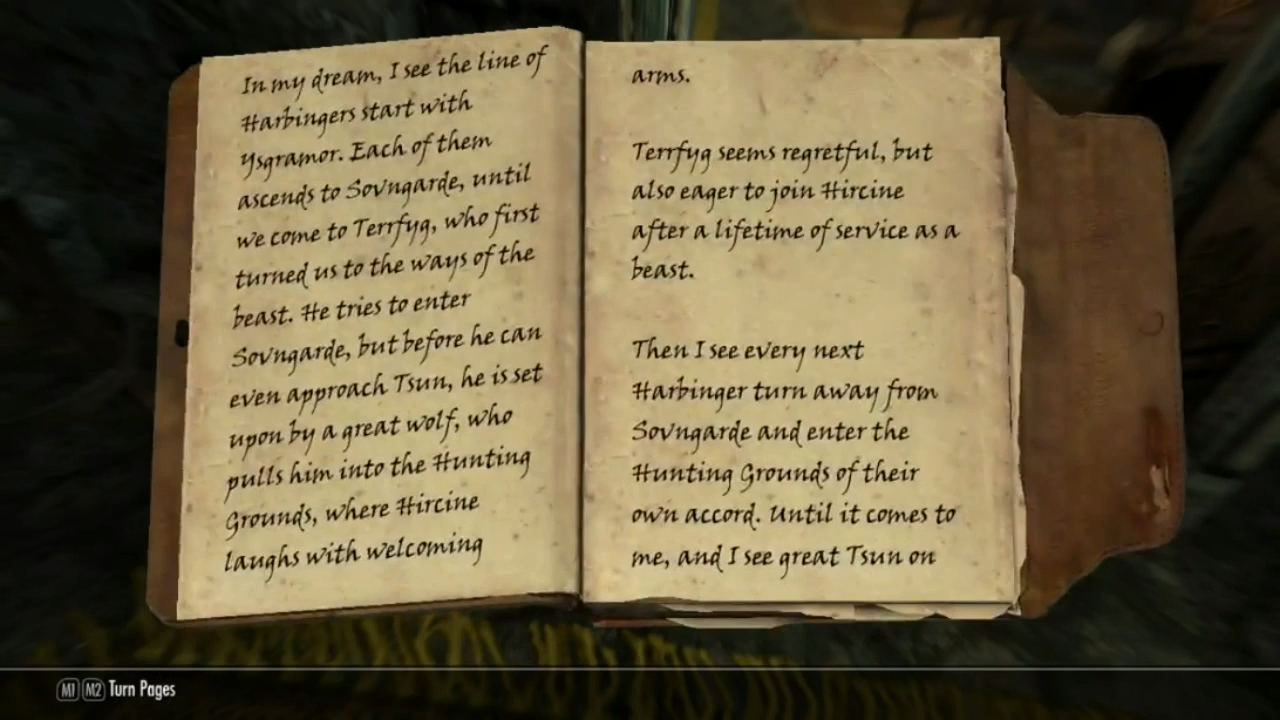 In my dream, I see the line of
Harbingers start with
Ysgramor. Each of them
ascends to Sovngarde, until
we come to Terrfyg, who first
turned us to the ways of the
beast. He tries to enter
Sovngarde, but before he can
even approach Tsun, he is set
upon by a great wolf, who
pulls him into the Hunting
Grounds, where Hircine
laughs with welcoming
arms.
Terrfyg seems regretful, but
also eager to join Hircine
after a lifetime of service as a
beast.
Then I see every next
Harbinger turn away from
Sovngarde and enter the
Hunting Grounds of their
own accord. Until it comes to
me, and I see great Tsun on
M1 M2 Turn Pages